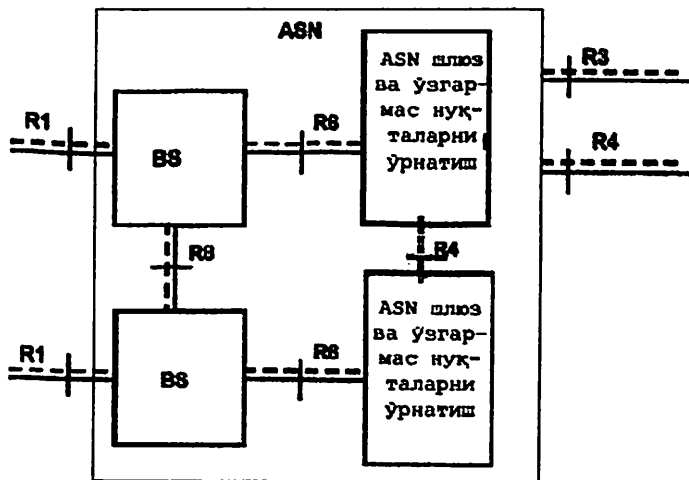 ASN
ASN шлюз
ва ўзгар-
мас нуқ-
таларни
ўрнатиш
R3
R1
R6
BS
R4
R8
R4
ASN шлюз
ва ўзгар-
мас нуқ-
таларни
ўрнатиш
R1
R6
BS